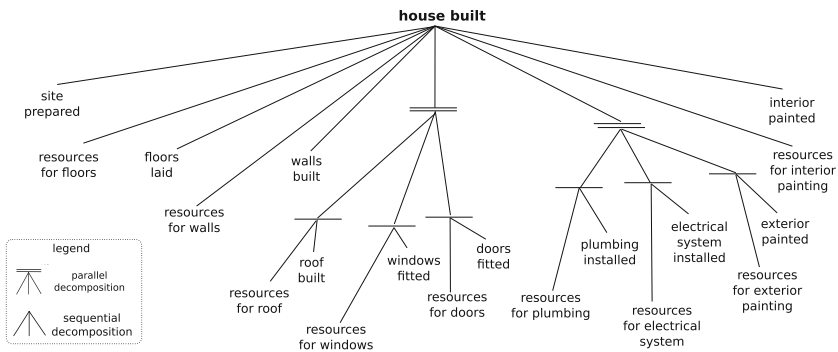 house built
site
prepared
resources
for floors
floors
laid
resources
for walls
walls
built
resources
for roof
roof
built
resources
for windows
windows
fitted
resources
for doors
doors
fitted
resources
for plumbing
plumbing
installed
resources
for electrical
system
electrical
system
installed
resources
for exterior
painting
exterior
painted
resources
for interior
painting
interior
painted
legend
parallel
decomposition
sequential
decomposition